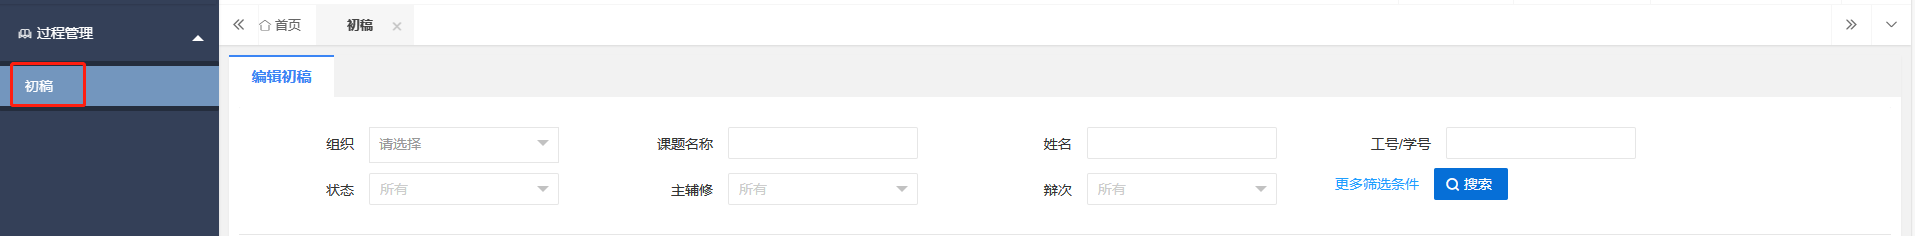 过程管理
初稿
首页
初稿
编辑初稿
组织 请选择 课题名称 姓名 工号/学号
状态 所有 主辅修 所有 辩次 所有 更多筛选条件 搜索